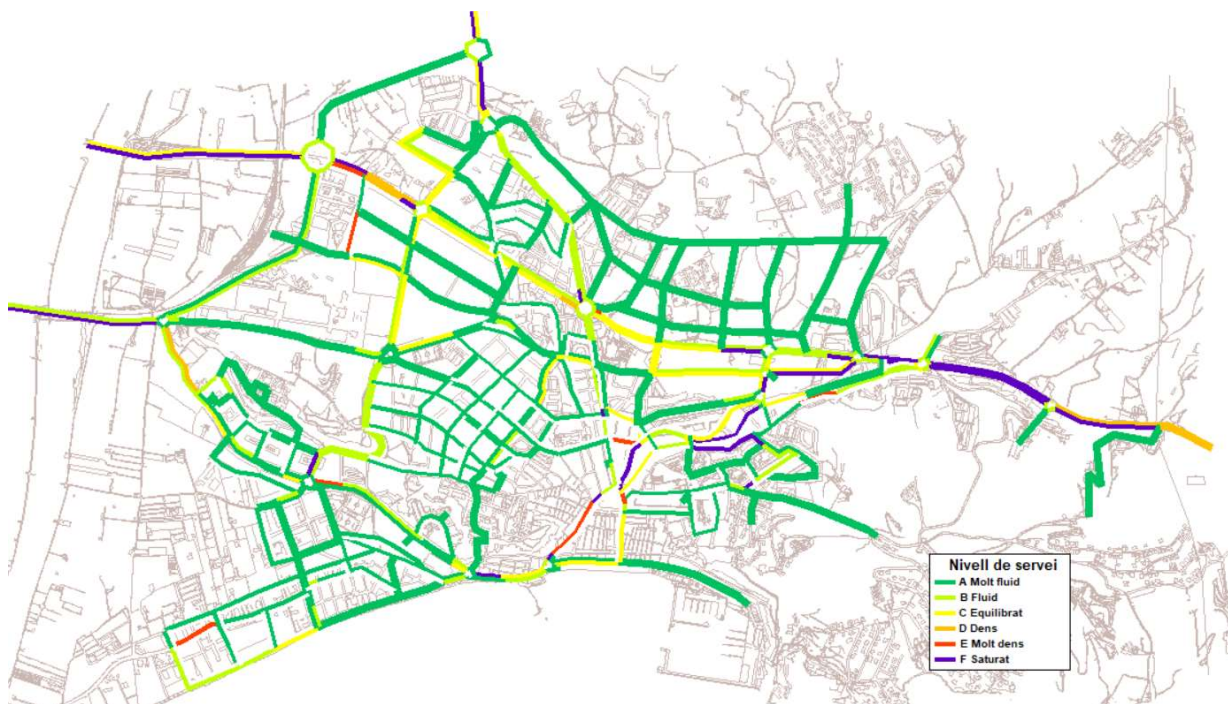 Nivell de servei
A Molt fluid
B Fluid
C Equilibrat
D Dens
E Molt dens
F Saturat